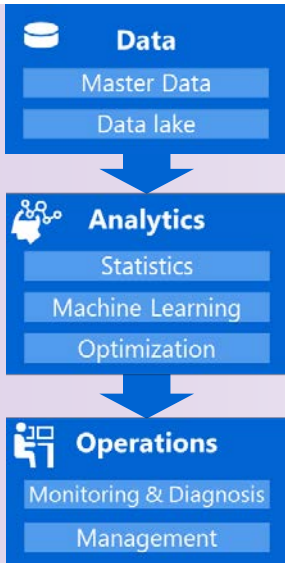 Data
Master Data
Data lake
Analytics
Statistics
Machine Learning
Optimization
Operations
Monitoring & Diagnosis
Management